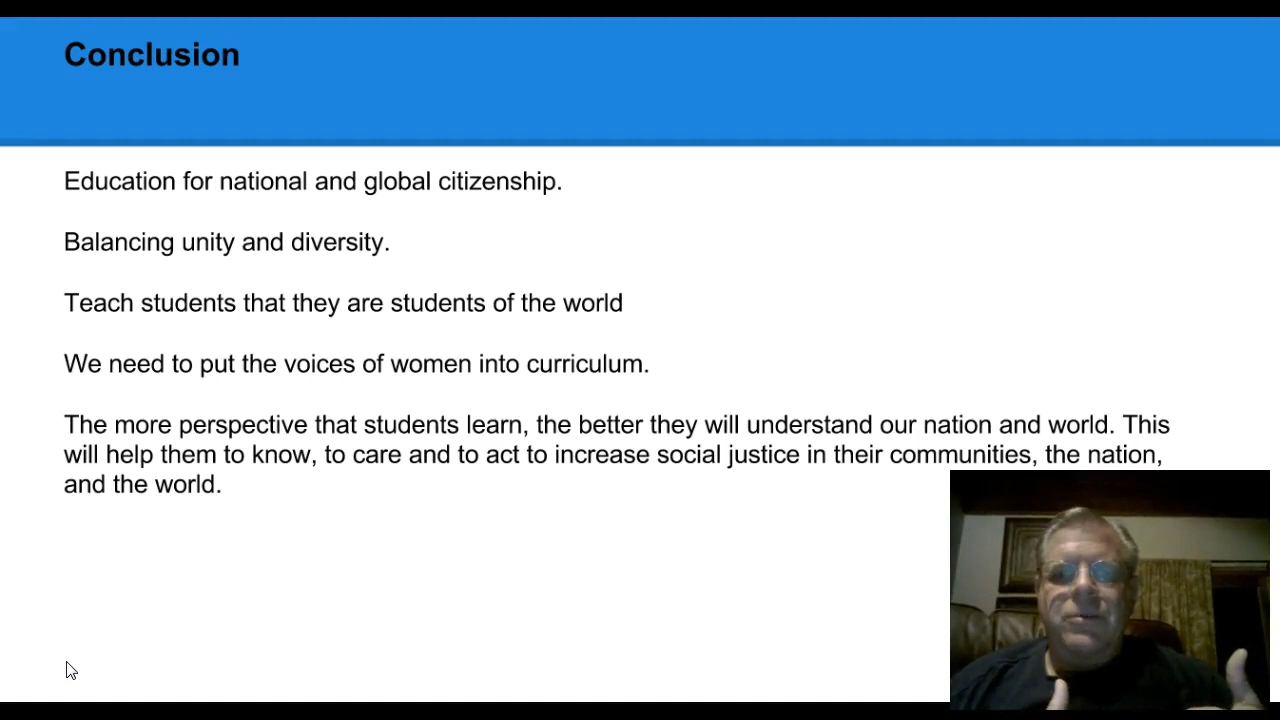 Conclusion
Education for national and global citizenship.
Balancing unity and diversity.
Teach students that they are students of the world
We need to put the voices of women into curriculum.
The more perspective that students learn, the better they will understand our nation and world. This
will help them to know, to care and to act to increase social justice in their communities, the nation,
and the world.